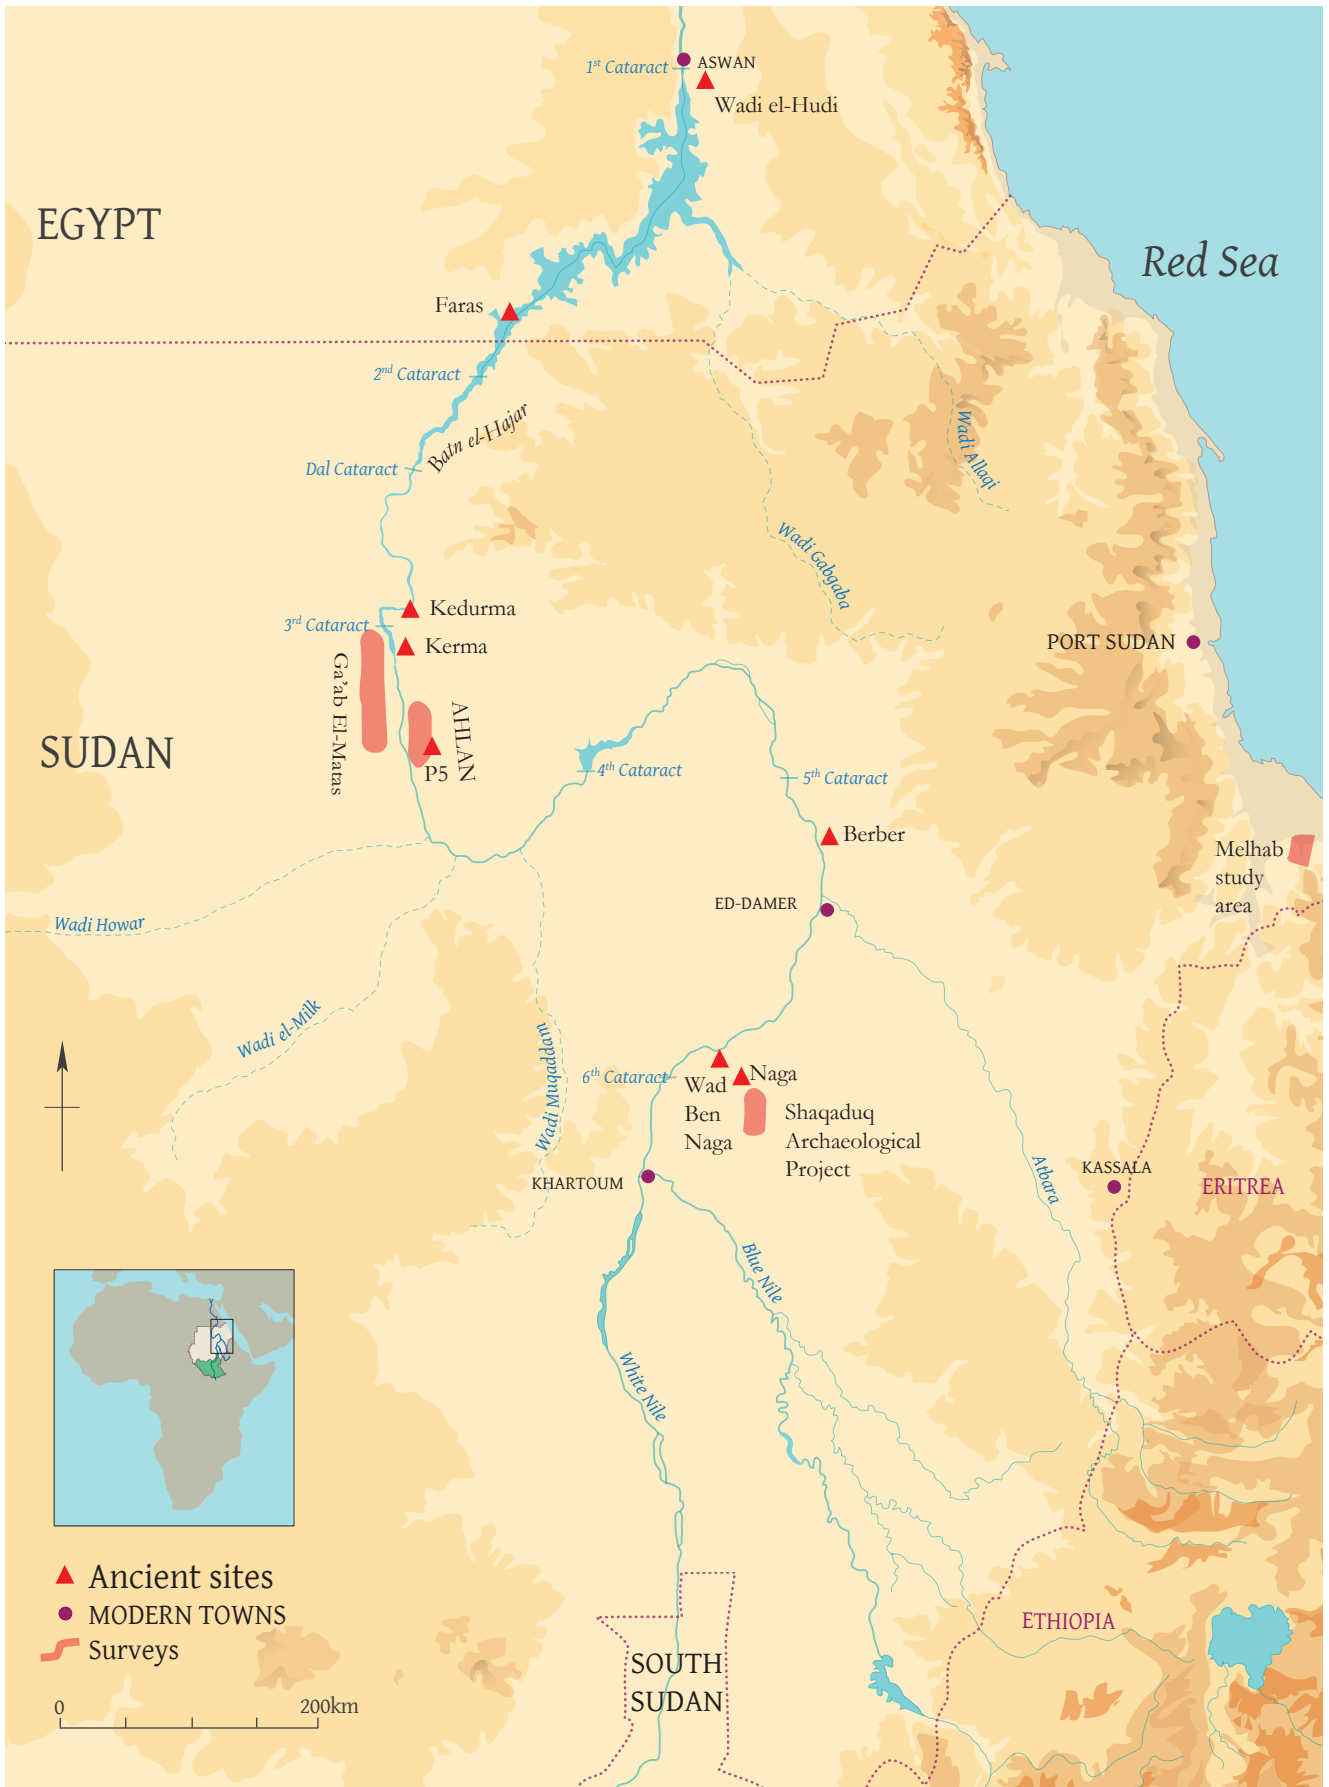 1st Cataract
ASWAN
Wadi el-Hudi
EGYPT
Red Sea
Faras
2nd Cataract
Batn el-Hajar
Dal Cataract
Wadi Allaqi
Wadi Gabgaba
Kedurma
3rd Cataract
Kerma
PORT SUDAN
Ga'ab El-Matas
AHLAN
P5
SUDAN
4th Cataract
5th Cataract
Berber
Melhab
study
area
ED-DAMER
Wadi Howar
Wadi el-Milk
Wadi Muqaddam
6th Cataract
Wad
Ben
Naga
Naga
Shaqaduq
Archaeological
Project
KHARTOUM
Atbara
KASSALA
ERITREA
Blue Nile
White Nile
Ancient sites
MODERN TOWNS
Surveys
0
200km
ETHIOPIA
SOUTH
SUDAN